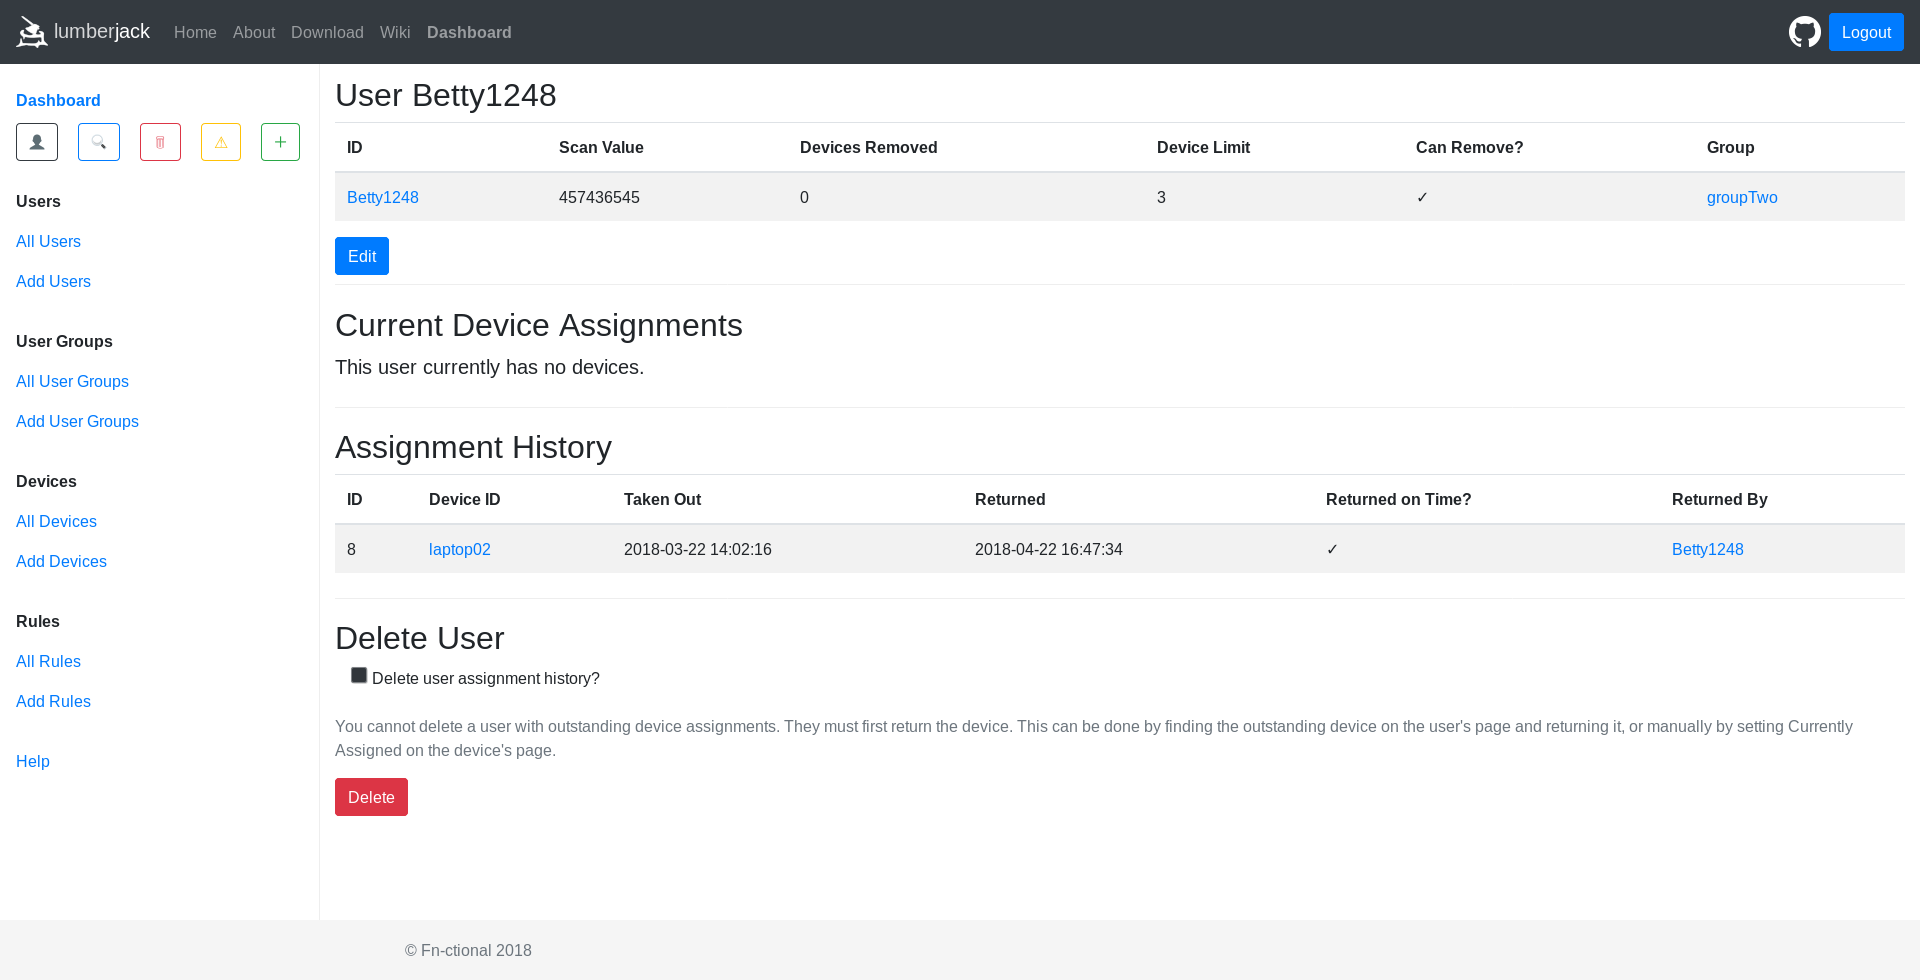 lumberjack Home About Download Wiki Dashboard Logout
Dashboard
Users
All Users
Add Users
User Groups
All User Groups
Add User Groups
Devices
All Devices
Add Devices
Rules
All Rules
Add Rules
Help
User Betty1248
ID Scan Value Devices Removed Device Limit Can Remove? Group
Betty1248 457436545 0 3 ✓ groupTwo
Edit
Current Device Assignments
This user currently has no devices.
Assignment History
ID Device ID Taken Out Returned Returned on Time? Returned By
8 laptop02 2018-03-22 14:02:16 2018-04-22 16:47:34 ✓ Betty1248
Delete User
Delete user assignment history?
You cannot delete a user with outstanding device assignments. They must first return the device. This can be done by finding the outstanding device on the user's page and returning it, or manually by setting Currently
Assigned on the device's page.
Delete
© Fn-ctional 2018